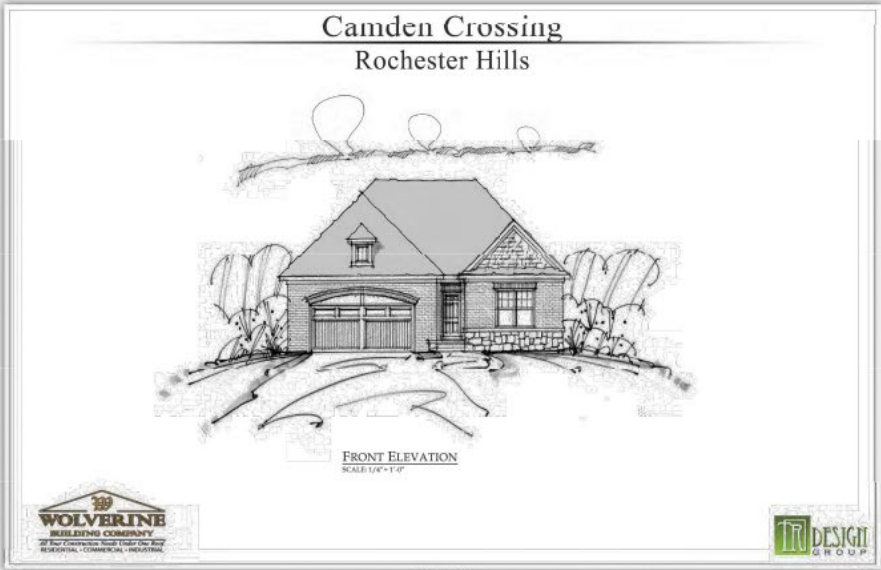 Camden Crossing
Rochester Hills
FRONT ELEVATION
SCALE: 1/4" = 1'-0"
W
WOLVERINE
BUILDING COMPANY
All Your Construction Needs Under One Roof
RESIDENTIAL • COMMERCIAL • INDUSTRIAL
TR DESIGN
GROUP